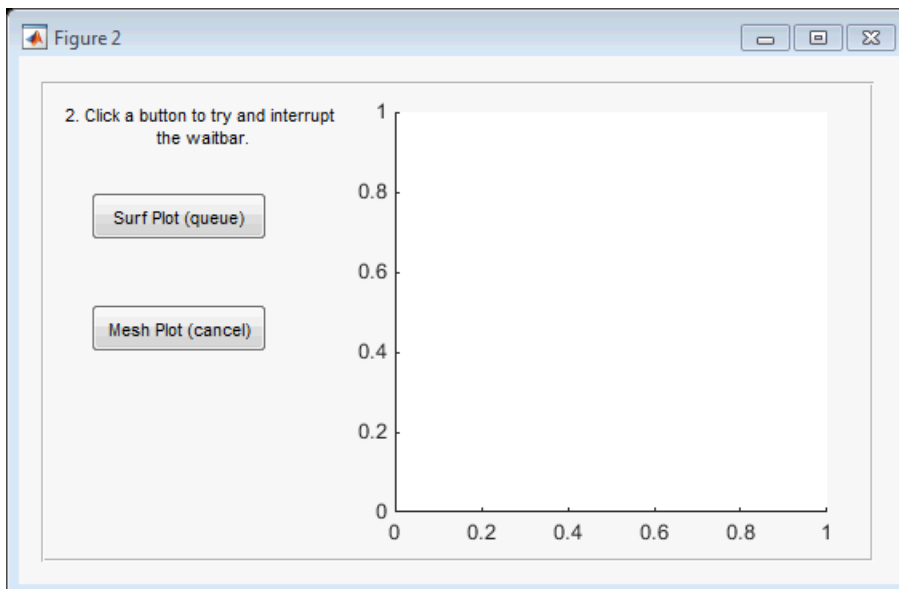 Figure 2
2. Click a button to try and interrupt
the waitbar.
Surf Plot (queue)
Mesh Plot (cancel)
1
0.8
0.6
0.4
0.2
0
0 0.2 0.4 0.6 0.8 1